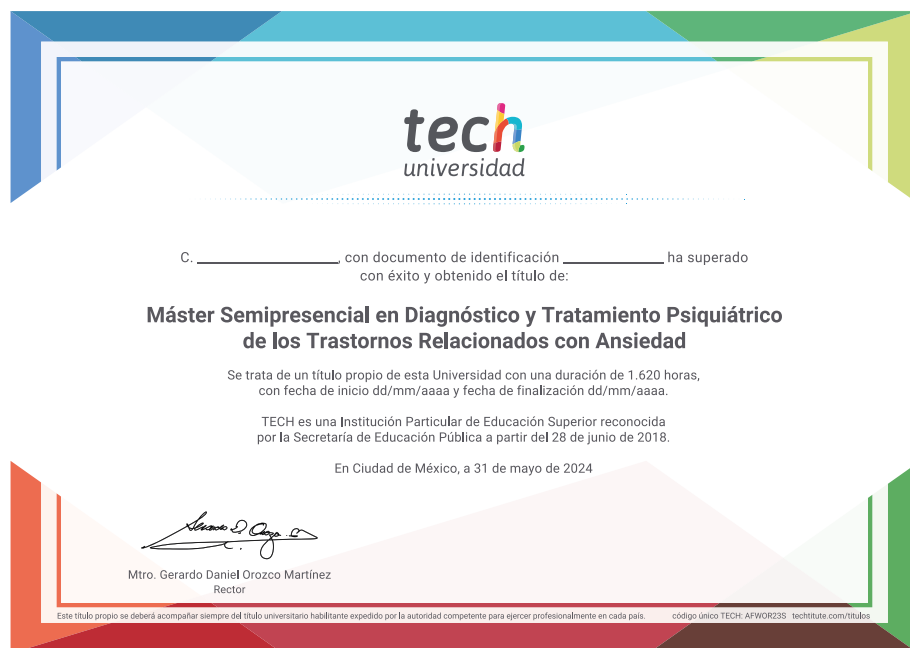 tech
universidad
C. ____________, con documento de identificación ____________ ha superado
con éxito y obtenido el título de:
Máster Semipresencial en Diagnóstico y Tratamiento Psiquiátrico
de los Trastornos Relacionados con Ansiedad
Se trata de un título propio de esta Universidad con una duración de 1.620 horas,
con fecha de inicio dd/mm/aaaa y fecha de finalización dd/mm/aaaa.
TECH es una Institución Particular de Educación Superior reconocida
por la Secretaría de Educación Pública a partir del 28 de junio de 2018.
En Ciudad de México, a 31 de mayo de 2024
Mtro. Gerardo Daniel Orozco Martínez
Rector
Este título propio se deberá acompañar siempre del título universitario habilitante expedido por la autoridad competente para ejercer profesionalmente en cada país. código único TECH: AFWOR23S techtitute.com/titulos